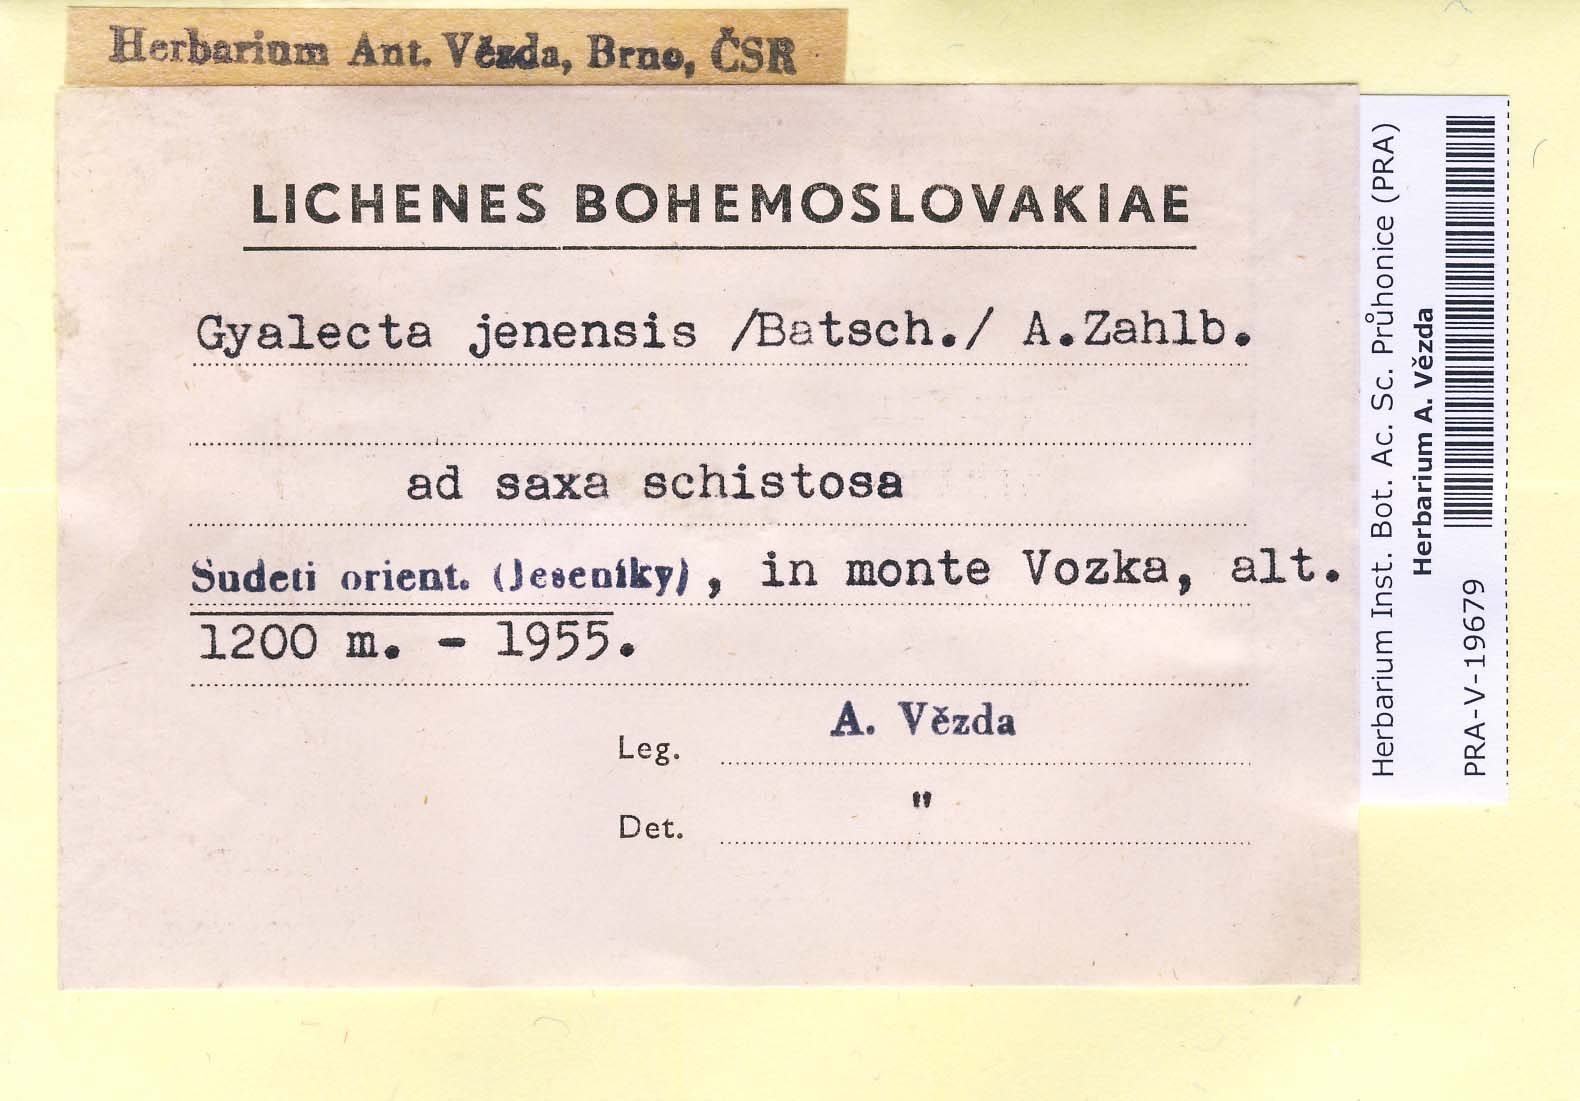 Herbarium Ant. Vězda, Brno, ČSR
LICHENES BOHEMOSLOVAKIAE
Gyalecta jenensis /Batsch./ A.Zahlb.
ad saxa schistosa
Sudeti orient. (Jeseníky), in monte Vozka, alt.
1200 m. - 1955.
Leg. A. Vězda
Det. "
Herbarium Inst. Bot. Ac. Sc. Průhonice (PRA)
Herbarium A. Vězda
PRA-V-19679